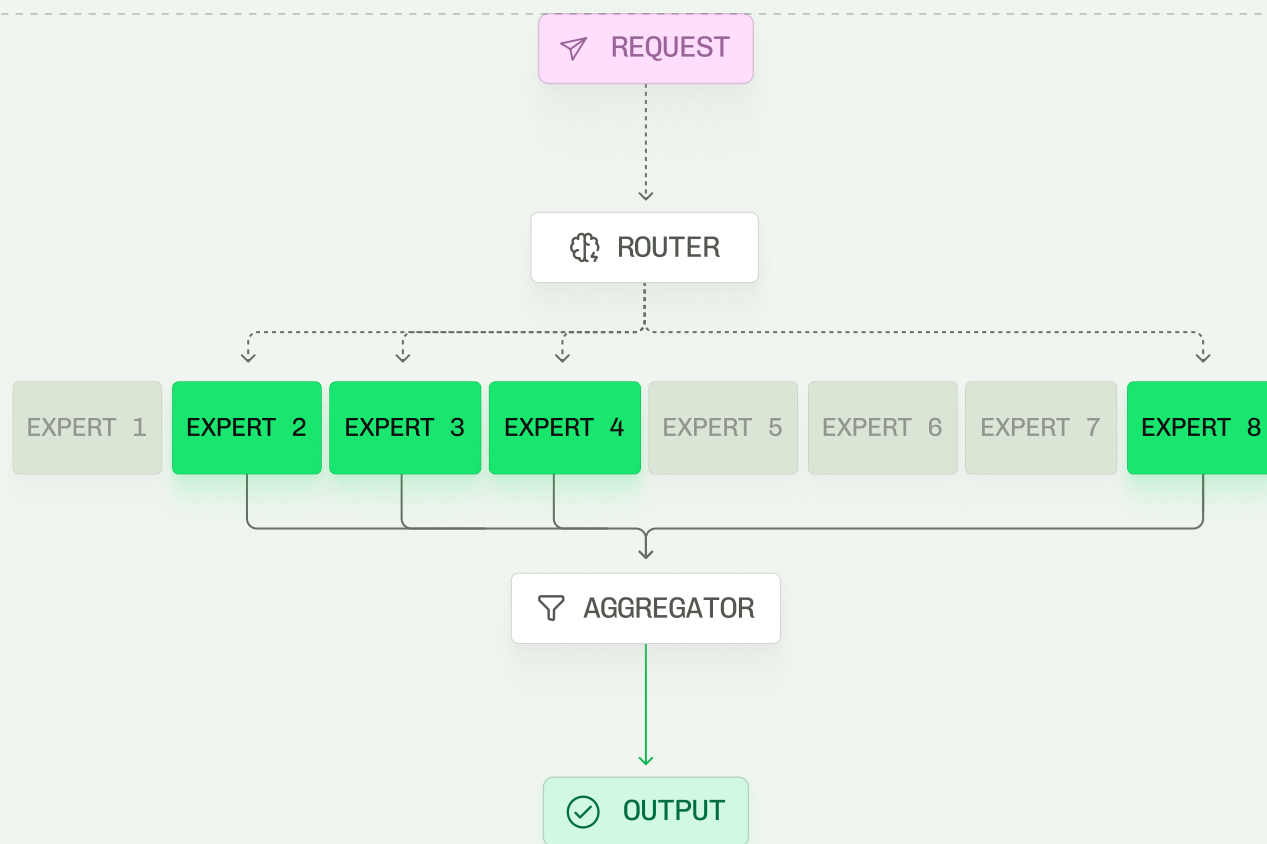 REQUEST
ROUTER
EXPERT 1
EXPERT 2
EXPERT 3
EXPERT 4
EXPERT 5
EXPERT 6
EXPERT 7
EXPERT 8
AGGREGATOR
OUTPUT